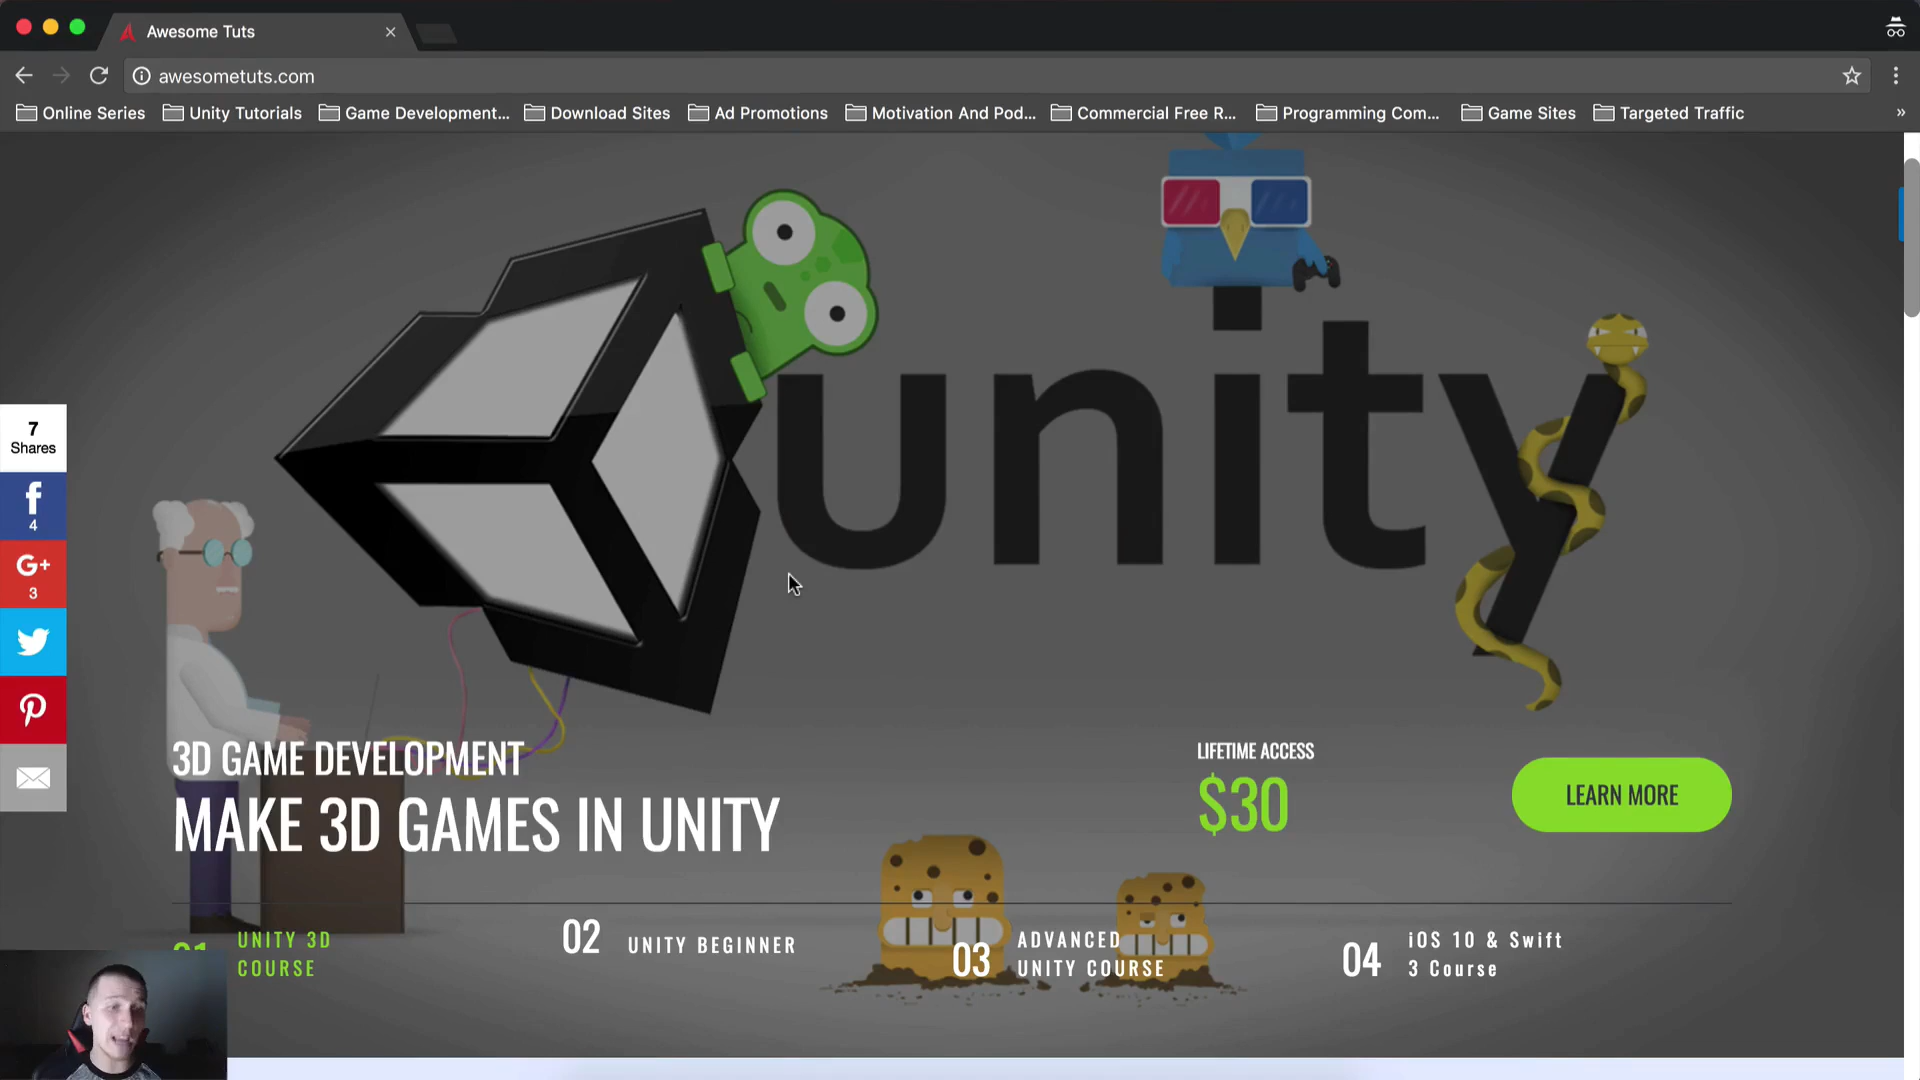 Awesome Tuts
awesometuts.com
Online Series
Unity Tutorials
Game Development...
Download Sites
Ad Promotions
Motivation And Pod...
Commercial Free R...
Programming Com...
Game Sites
Targeted Traffic
»
unity
7
Shares
4
G+
3
3D GAME DEVELOPMENT
MAKE 3D GAMES IN UNITY
LIFETIME ACCESS
$30
LEARN MORE
01
UNITY 3D
COURSE
02
UNITY BEGINNER
03
ADVANCED
UNITY COURSE
04
iOS 10 & Swift
3 Course